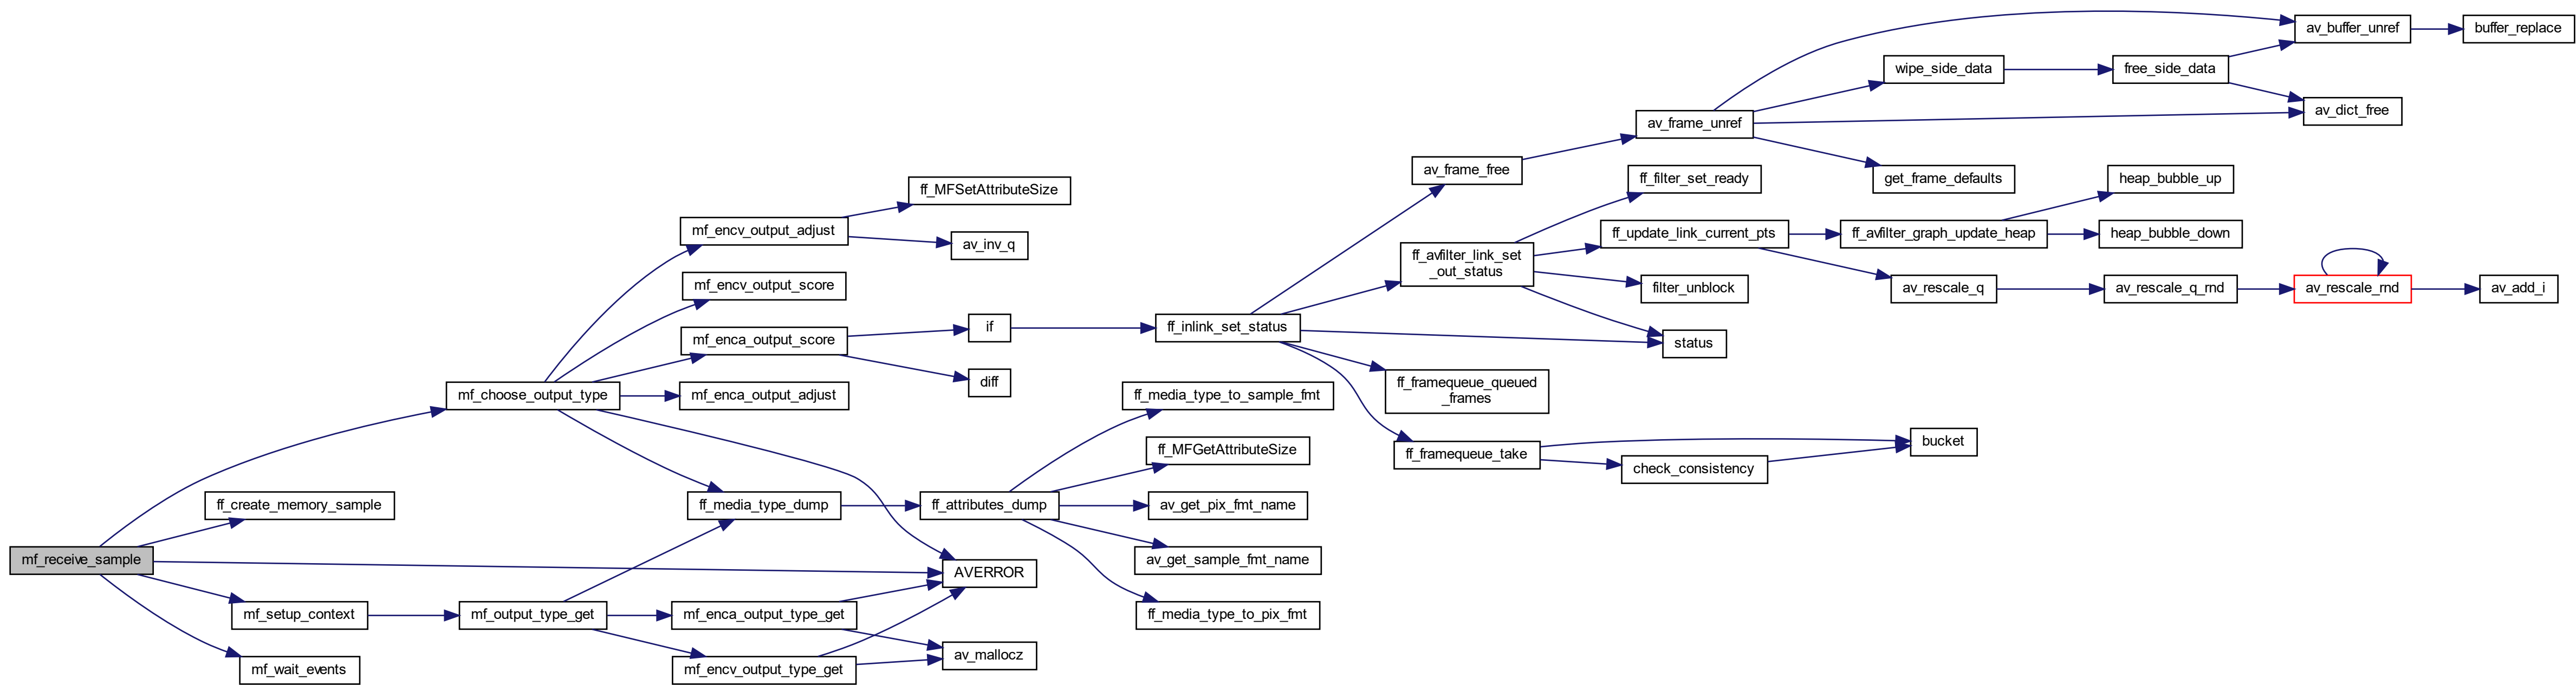 mf_receive_sample
mf_choose_output_type
ff_create_memory_sample
mf_setup_context
mf_wait_events
mf_encv_output_adjust
mf_encv_output_score
mf_enca_output_score
mf_enca_output_adjust
ff_media_type_dump
mf_output_type_get
mf_enca_output_type_get
mf_encv_output_type_get
ff_MFSetAttributeSize
av_inv_q
if
diff
ff_attributes_dump
AVERROR
av_mallocz
ff_inlink_set_status
ff_media_type_to_sample_fmt
ff_MFGetAttributeSize
av_get_pix_fmt_name
av_get_sample_fmt_name
ff_media_type_to_pix_fmt
av_frame_free
ff_avfilter_link_set
_out_status
ff_framequeue_queued
_frames
ff_framequeue_take
av_frame_unref
ff_filter_set_ready
ff_update_link_current_pts
filter_unblock
status
check_consistency
bucket
wipe_side_data
get_frame_defaults
ff_avfilter_graph_update_heap
av_rescale_q
free_side_data
heap_bubble_up
heap_bubble_down
av_rescale_q_rnd
av_buffer_unref
av_dict_free
av_rescale_rnd
buffer_replace
av_add_i